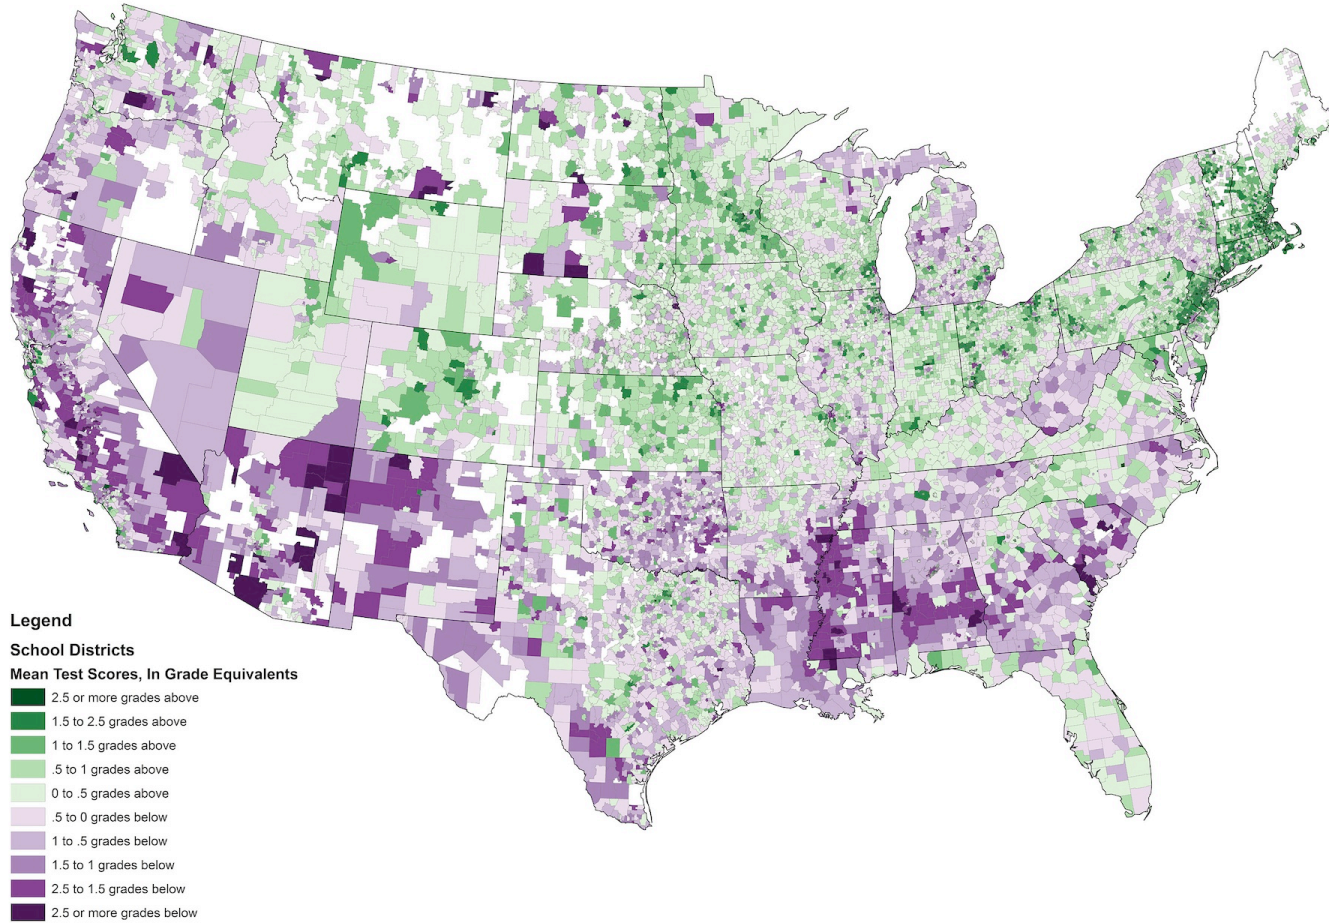 Legend
School Districts
Mean Test Scores, In Grade Equivalents
2.5 or more grades above
1.5 to 2.5 grades above
1 to 1.5 grades above
.5 to 1 grades above
0 to .5 grades above
.5 to 0 grades below
1 to .5 grades below
1.5 to 1 grades below
2.5 to 1.5 grades below
2.5 or more grades below